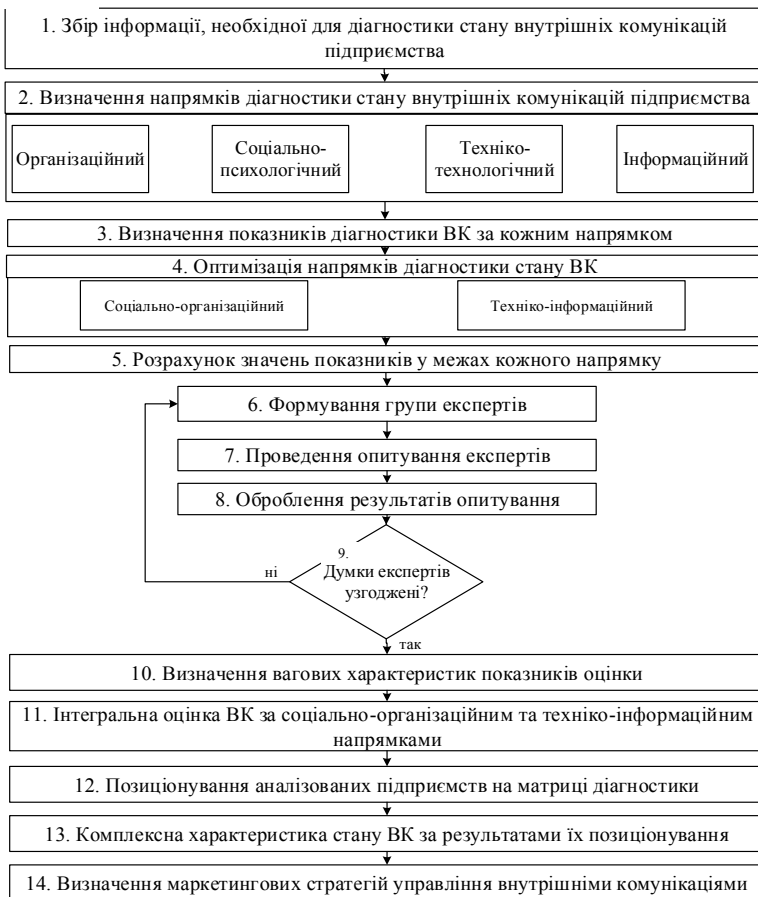 1. Збір інформації, необхідної для діагностики стану внутрішніх комунікацій
підприємства
2. Визначення напрямків діагностики стану внутрішніх комунікацій підприємства
Організаційний
Соціально-
психологічний
Техніко-
технологічний
Інформаційний
3. Визначення показників діагностики ВК за кожним напрямком
4. Оптимізація напрямків діагностики стану ВК
Соціально-організаційний
Техніко-інформаційний
5. Розрахунок значень показників у межах кожного напрямку
6. Формування групи експертів
7. Проведення опитування експертів
8. Оброблення результатів опитування
9.
Думки експертів
узгоджені?
ні
так
10. Визначення вагових характеристик показників оцінки
11. Інтегральна оцінка ВК за соціально-організаційним та техніко-інформаційним
напрямками
12. Позиціонування аналізованих підприємств на матриці діагностики
13. Комплексна характеристика стану ВК за результатами їх позиціонування
14. Визначення маркетингових стратегій управління внутрішніми комунікаціями